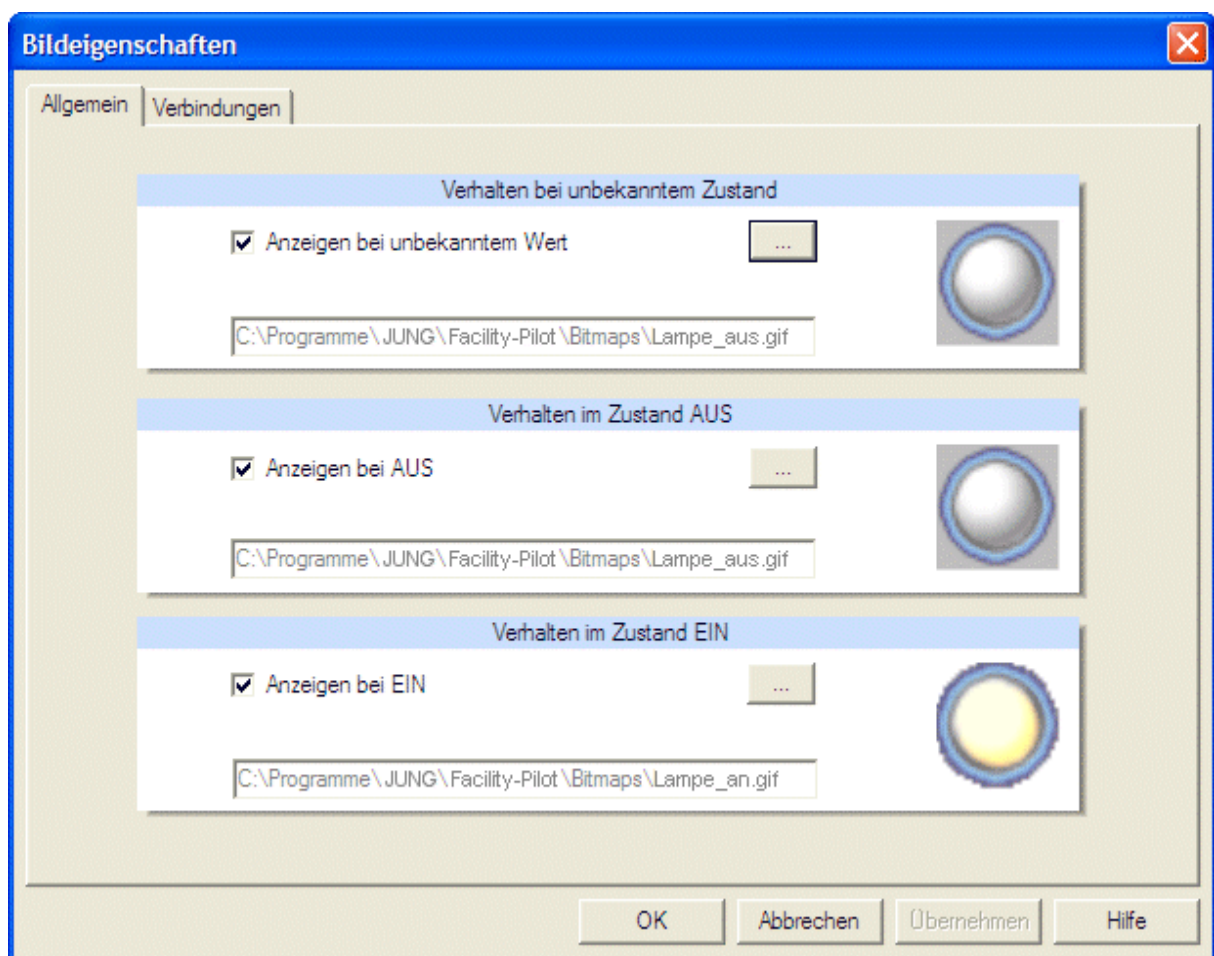 Bildeigenschaften
Allgemein
Verbindungen
Verhalten bei unbekanntem Zustand
Anzeigen bei unbekanntem Wert
...
C:\Programme\JUNG\Facility-Pilot\Bitmaps\Lampe_aus.gif
Verhalten im Zustand AUS
Anzeigen bei AUS
...
C:\Programme\JUNG\Facility-Pilot\Bitmaps\Lampe_aus.gif
Verhalten im Zustand EIN
Anzeigen bei EIN
...
C:\Programme\JUNG\Facility-Pilot\Bitmaps\Lampe_an.gif
OK
Abbrechen
Übernehmen
Hilfe